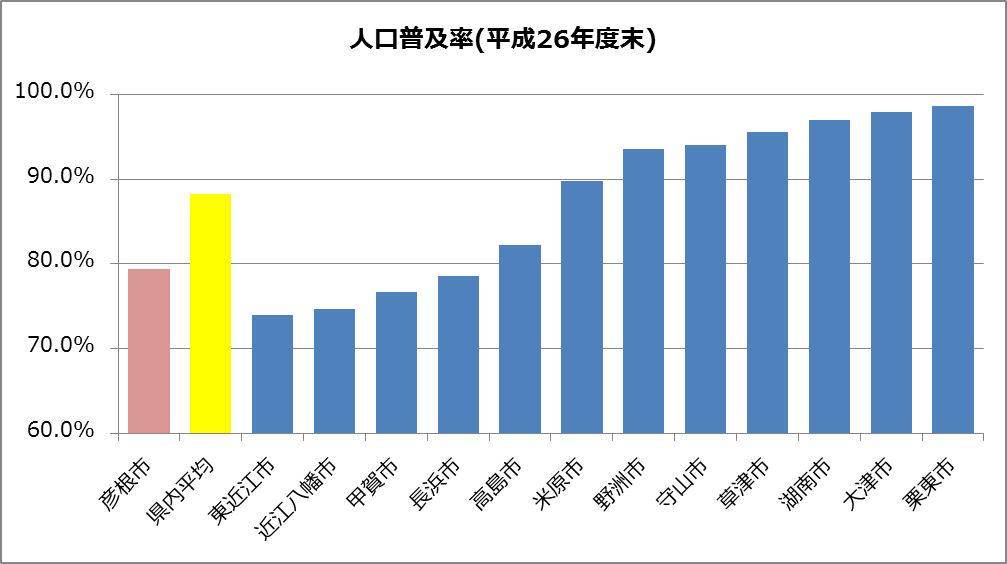 人口普及率(平成26年度末)
100.0%
90.0%
80.0%
70.0%
60.0%
彦根市
県内平均
東近江市
近江八幡市
甲賀市
長浜市
高島市
米原市
野洲市
守山市
草津市
湖南市
大津市
栗東市